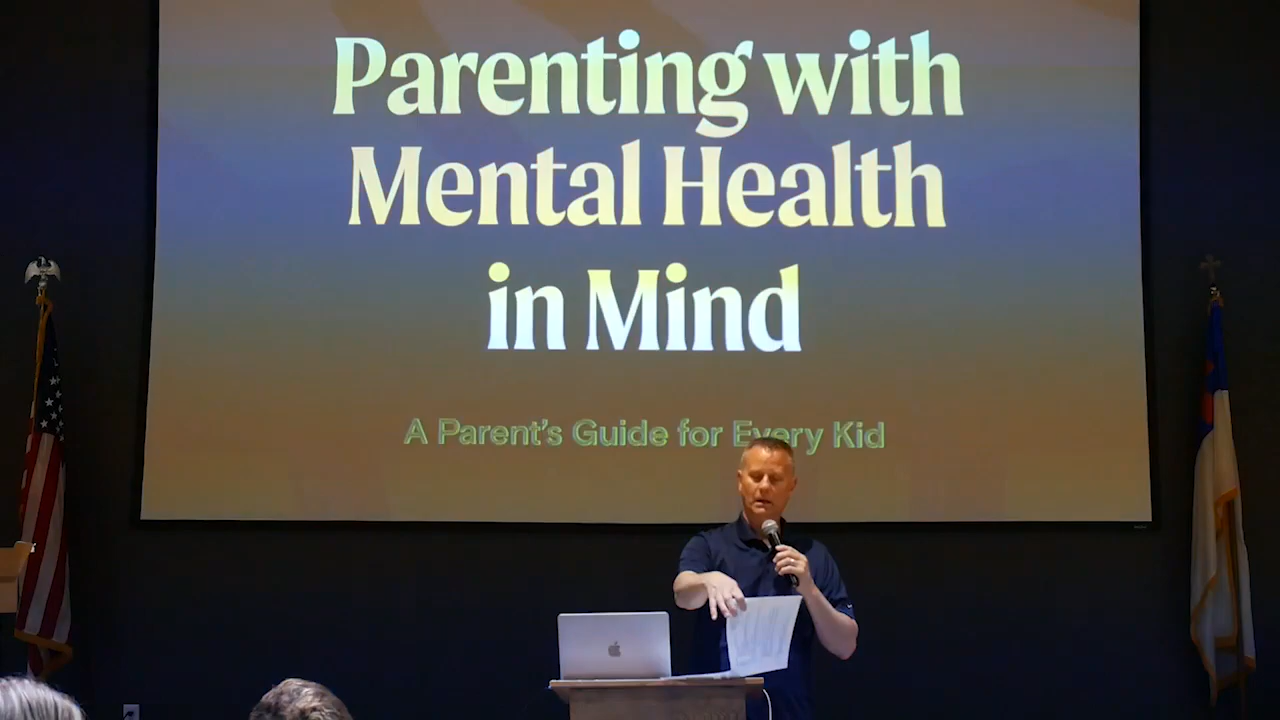 Parenting with
Mental Health
in Mind
A Parent's Guide for Every Kid